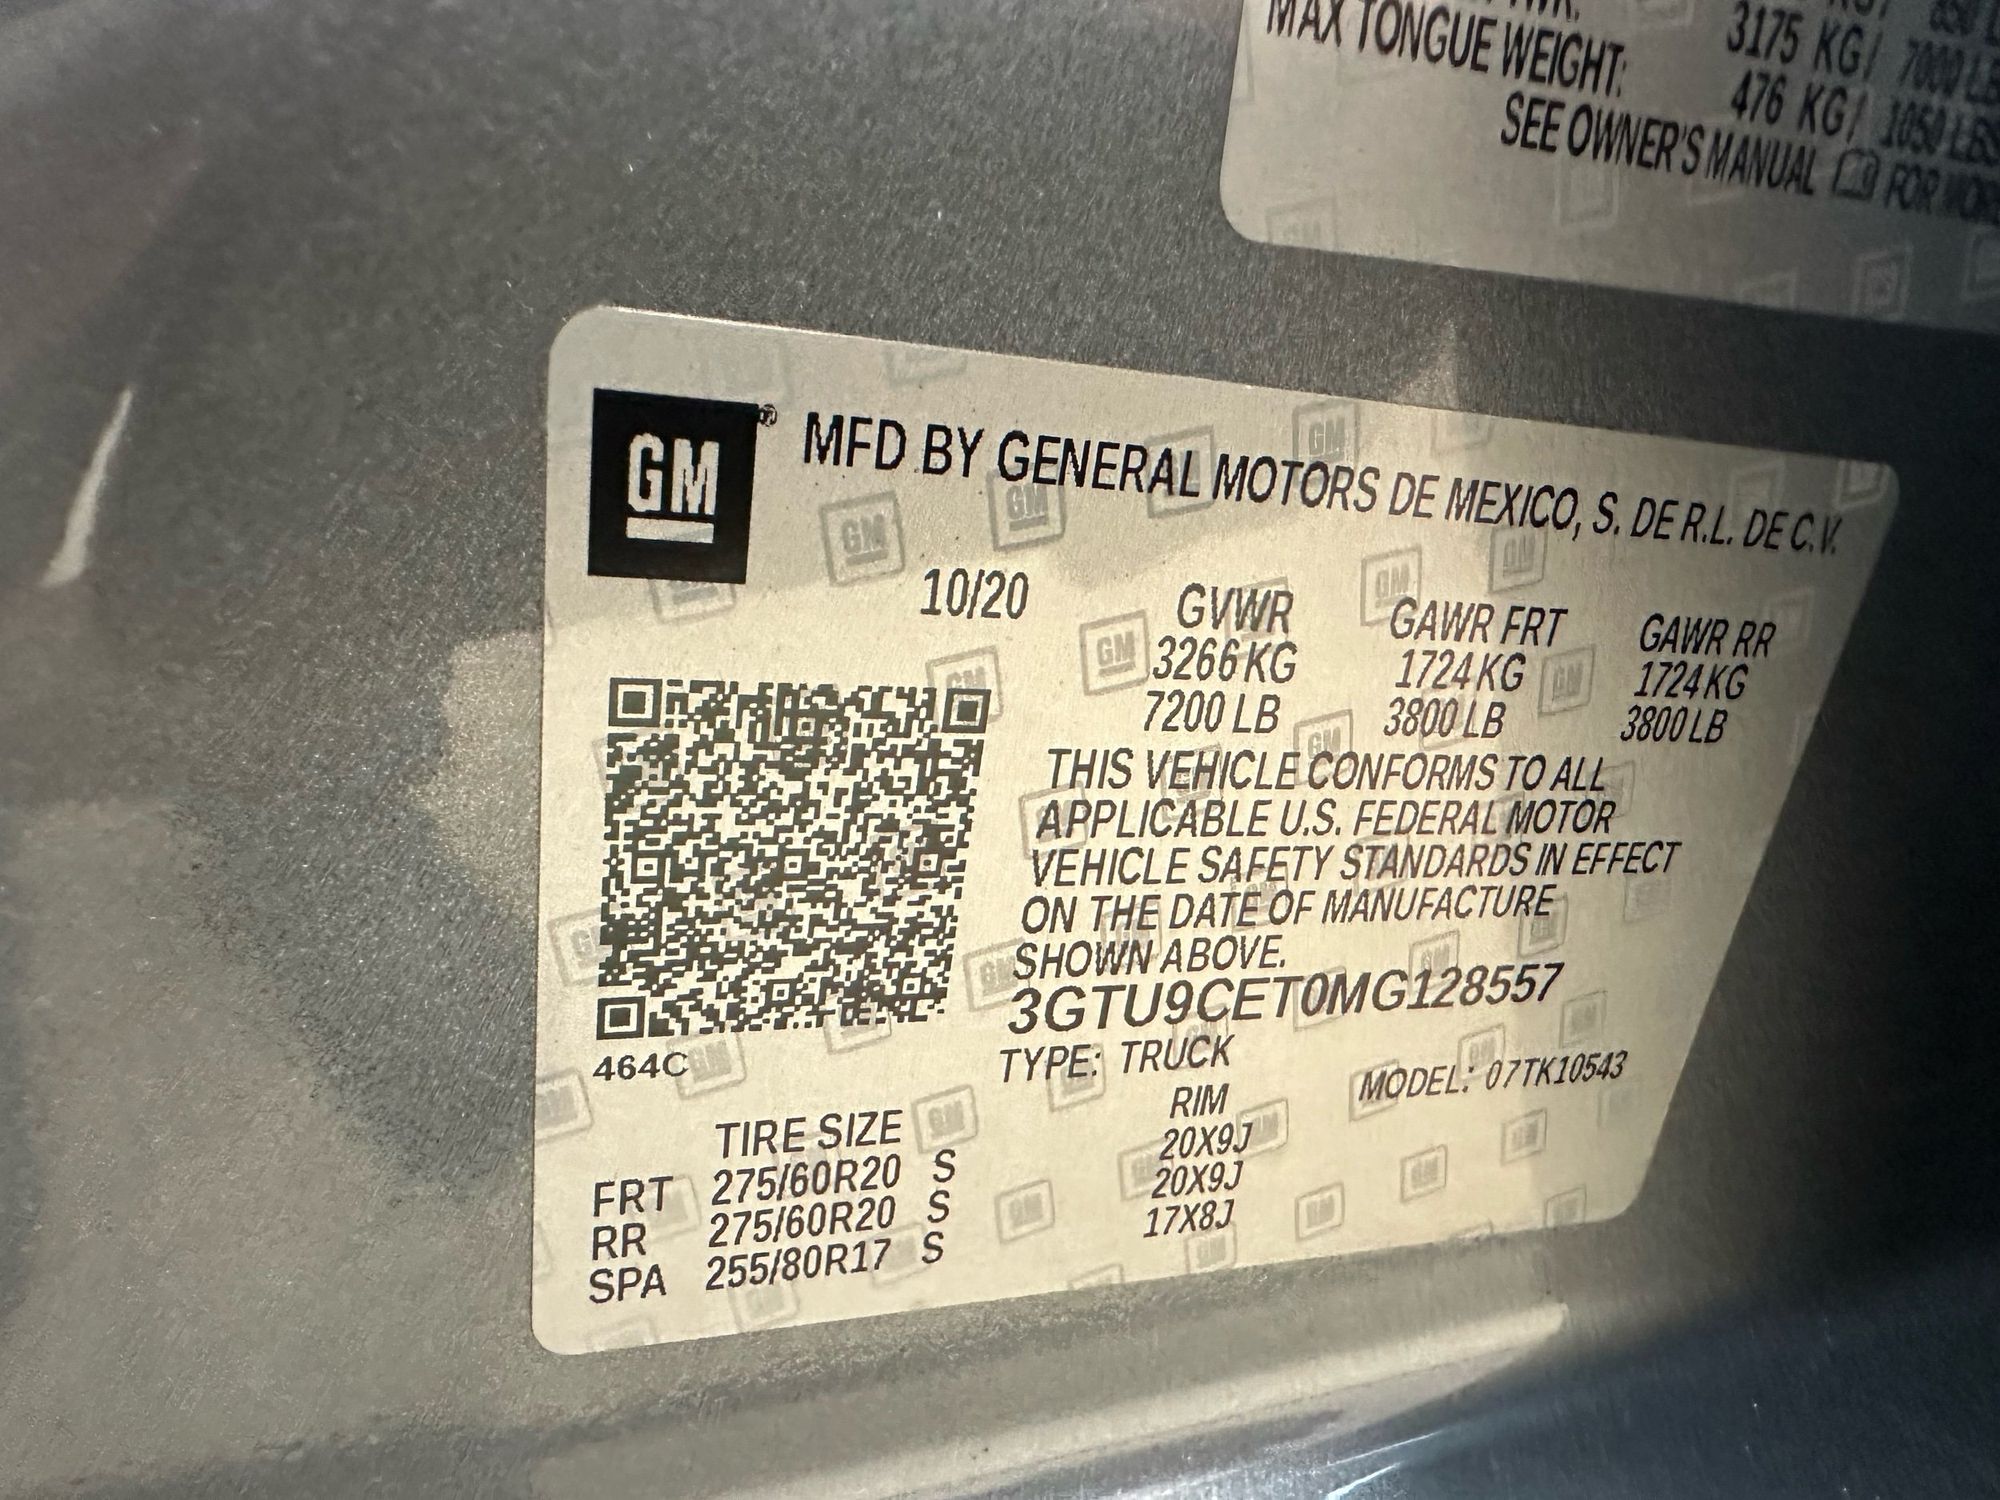 MAX TONGUE WEIGHT:
3175 KG/ 7000 LB
476 KG/ 1050 LBS
SEE OWNER'S MANUAL FOR
GM
MFD BY GENERAL MOTORS DE MEXICO, S. DE R.L. DE C.V.
10/20
GVWR GAWR FRT GAWR RR
3266 KG 1724 KG 1724 KG
7200 LB 3800 LB 3800 LB
THIS VEHICLE CONFORMS TO ALL
APPLICABLE U.S. FEDERAL MOTOR
VEHICLE SAFETY STANDARDS IN EFFECT
ON THE DATE OF MANUFACTURE
SHOWN ABOVE.
3GTU9CET0MG128557
464C
TYPE: TRUCK MODEL: 07TK10543
TIRE SIZE RIM
FRT 275/60R20 S 20X9J
RR 275/60R20 S 20X9J
SPA 255/80R17 S 17X8J